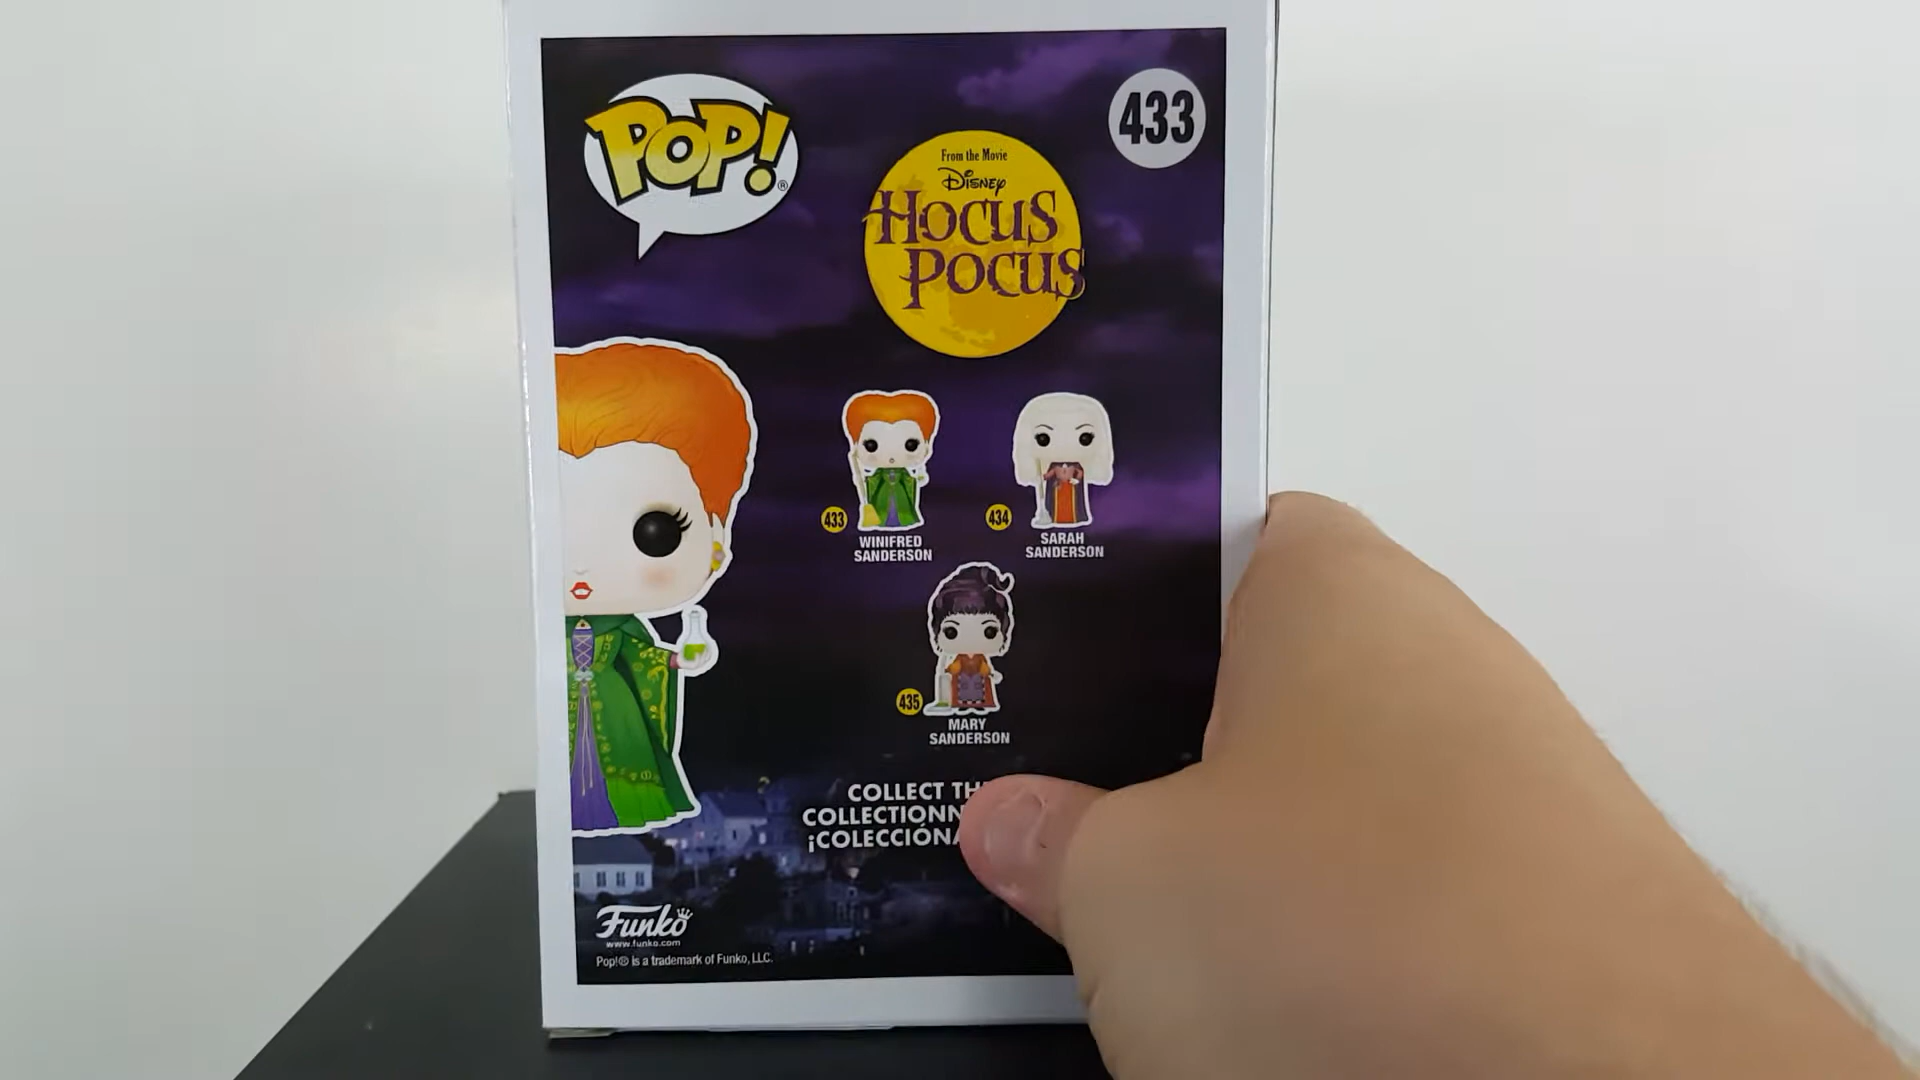 POP!
®
433
From the Movie
Disney
HOCUS
POCUS
433
WINIFRED
SANDERSON
434
SARAH
SANDERSON
435
MARY
SANDERSON
COLLECT
COLLECTIONN
¡COLECCIÓNA
Funko
www.funko.com
Pop!® is a trademark of Funko, LLC.